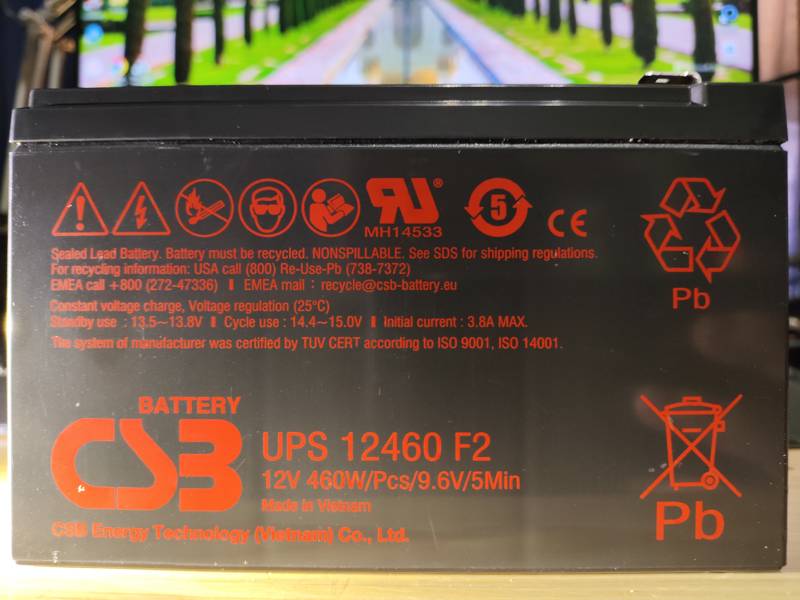 RU®
MH14533
5
CE
Sealed Lead Battery. Battery must be recycled. NONSPILLABLE. See SDS for shipping regulations.
For recycling information: USA call (800) Re-Use-Pb (738-7372)
EMEA call +800 (272-47336) ❚ EMEA mail : recycle@csb-battery.eu
Pb
Constant voltage charge, Voltage regulation (25°C)
Standby use : 13.5~13.8V ❚ Cycle use : 14.4~15.0V ❚ Initial current : 3.8A MAX.
The system of manufacturer was certified by TUV CERT according to ISO 9001, ISO 14001.
BATTERY
CSB
UPS 12460 F2
12V 460W/Pcs/9.6V/5Min
Made in Vietnam
CSB Energy Technology (Vietnam) Co., Ltd.
Pb